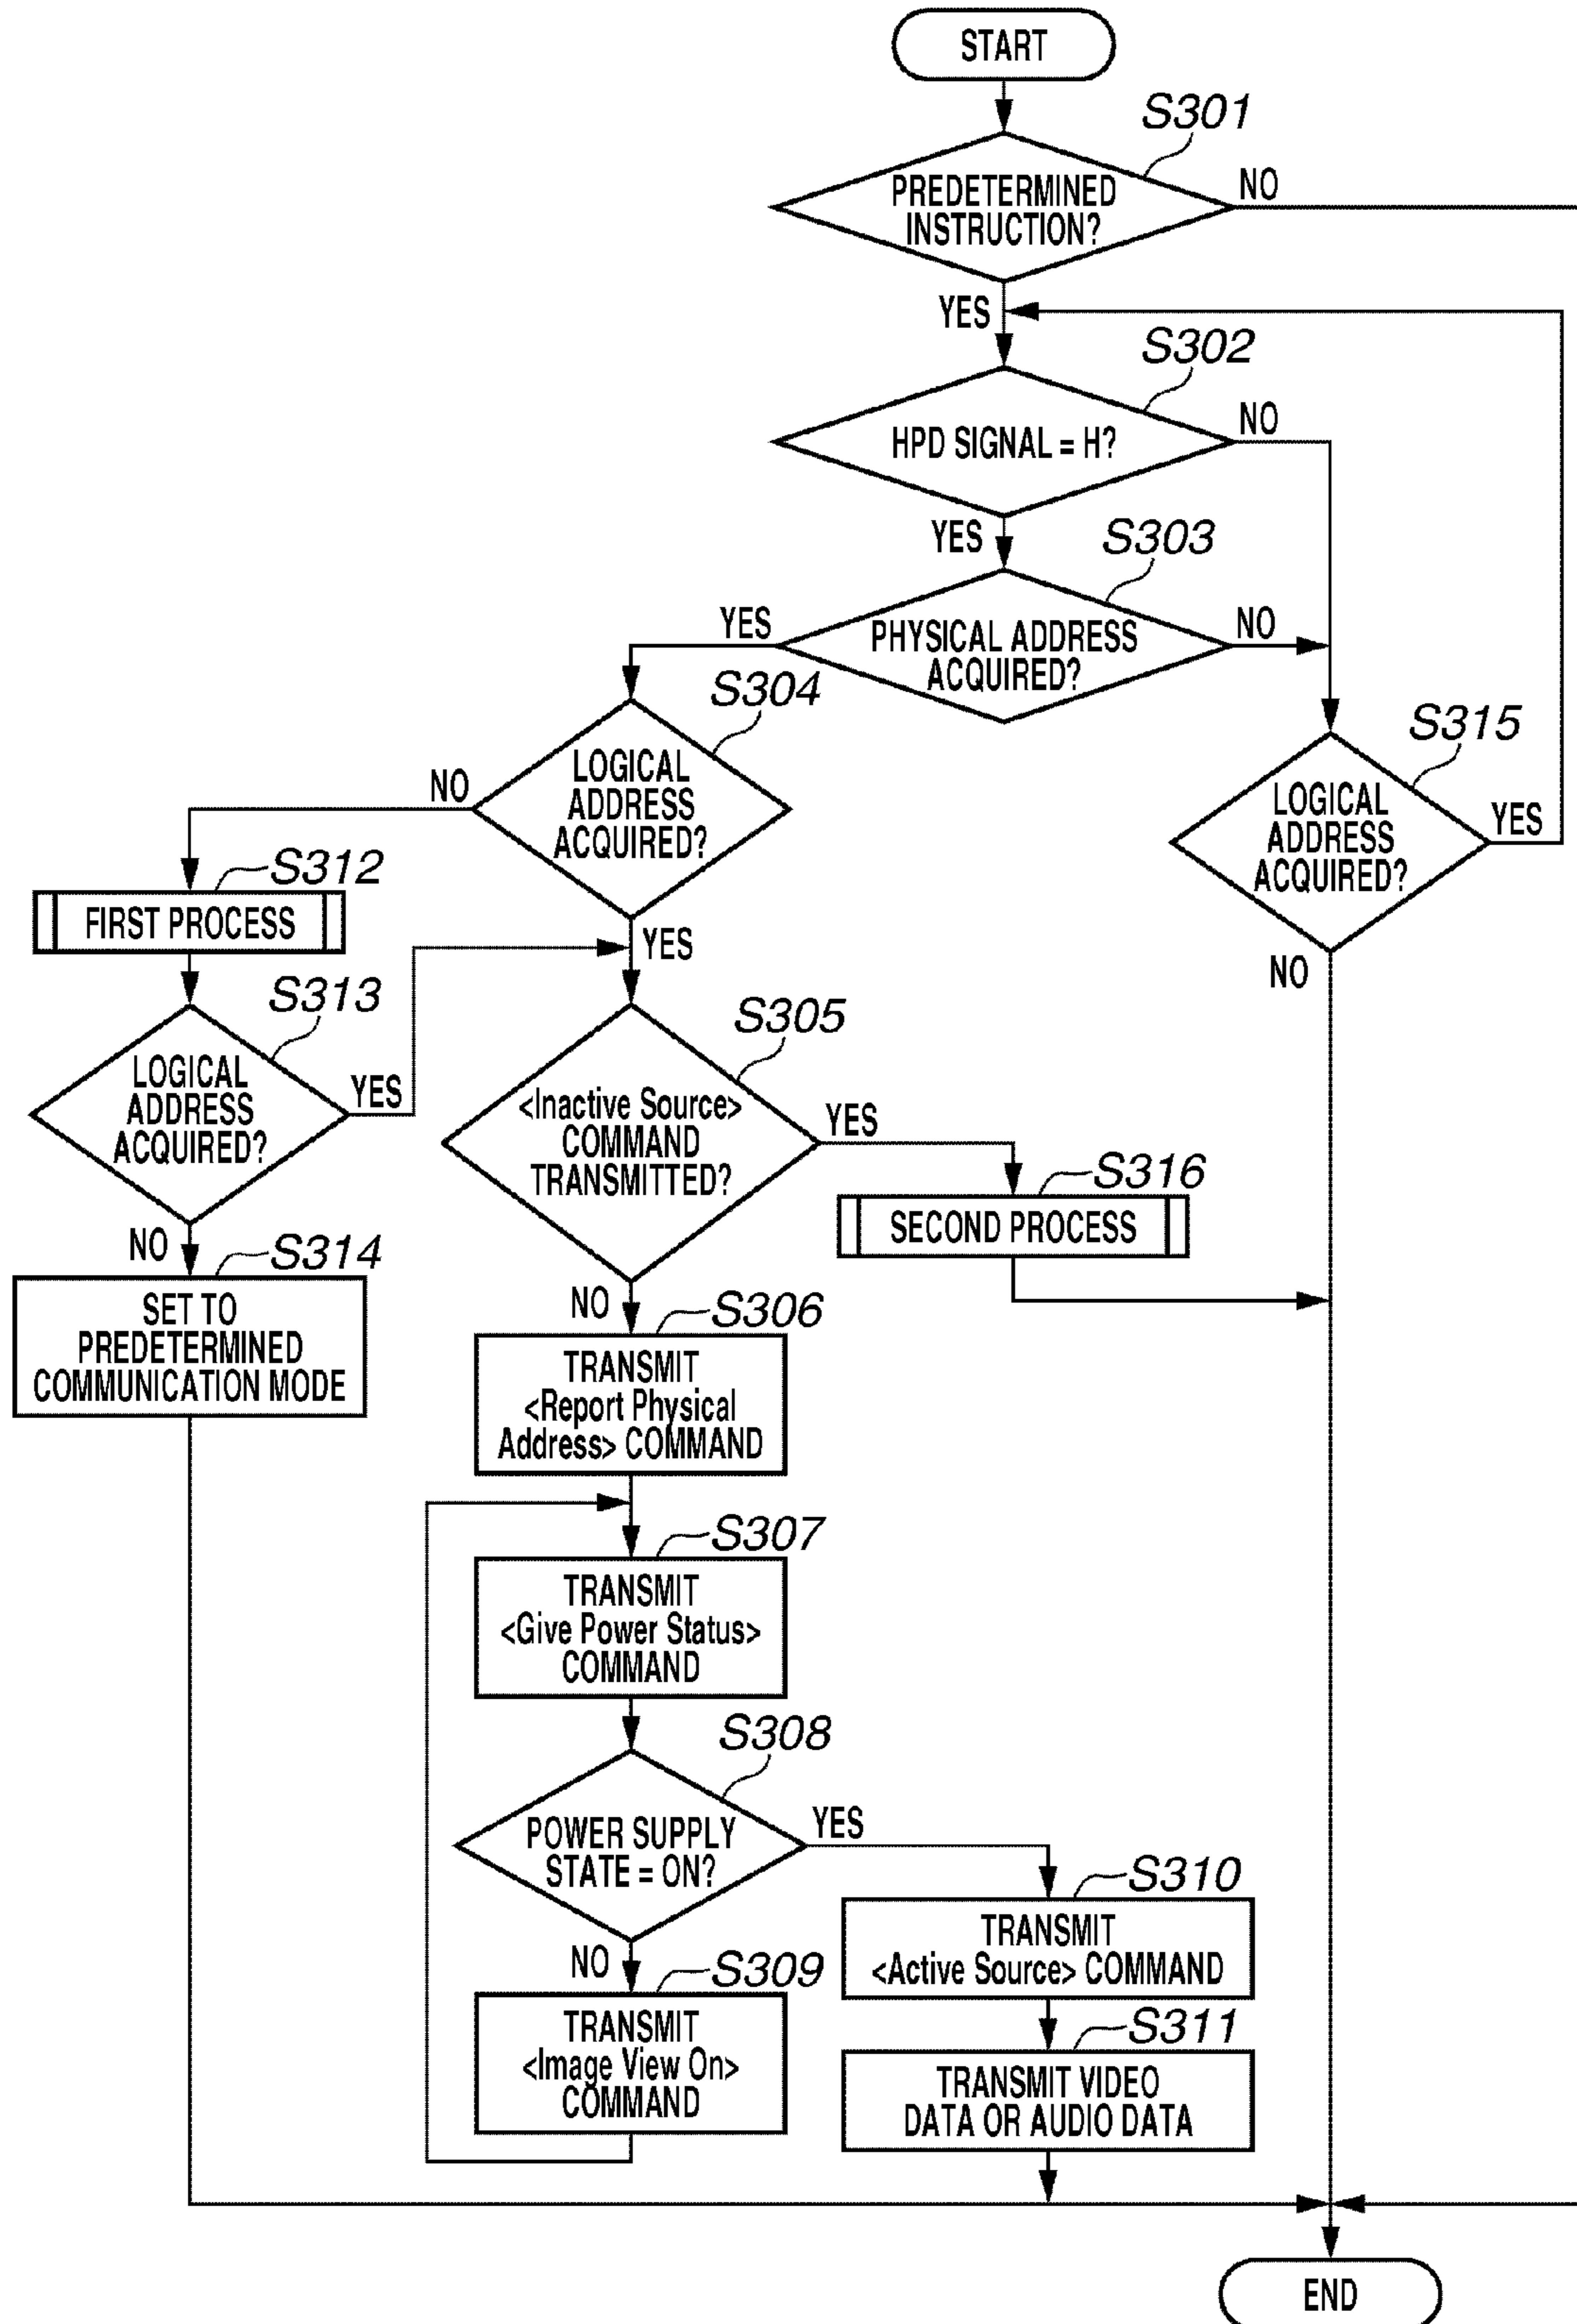 START
S301
PREDETERMINED
INSTRUCTION?
NO
YES
S302
HPD SIGNAL = H?
NO
YES
S303
PHYSICAL ADDRESS
ACQUIRED?
YES
NO
S304
LOGICAL
ADDRESS
ACQUIRED?
NO
YES
S315
LOGICAL
ADDRESS
ACQUIRED?
YES
NO
S312
FIRST PROCESS
S313
LOGICAL
ADDRESS
ACQUIRED?
YES
NO
S314
SET TO
PREDETERMINED
COMMUNICATION MODE
S305
<Inactive Source>
COMMAND
TRANSMITTED?
YES
NO
S316
SECOND PROCESS
S306
TRANSMIT
<Report Physical
Address> COMMAND
S307
TRANSMIT
<Give Power Status>
COMMAND
S308
POWER SUPPLY
STATE = ON?
YES
NO
S309
TRANSMIT
<Image View On>
COMMAND
S310
TRANSMIT
<Active Source> COMMAND
S311
TRANSMIT VIDEO
DATA OR AUDIO DATA
END